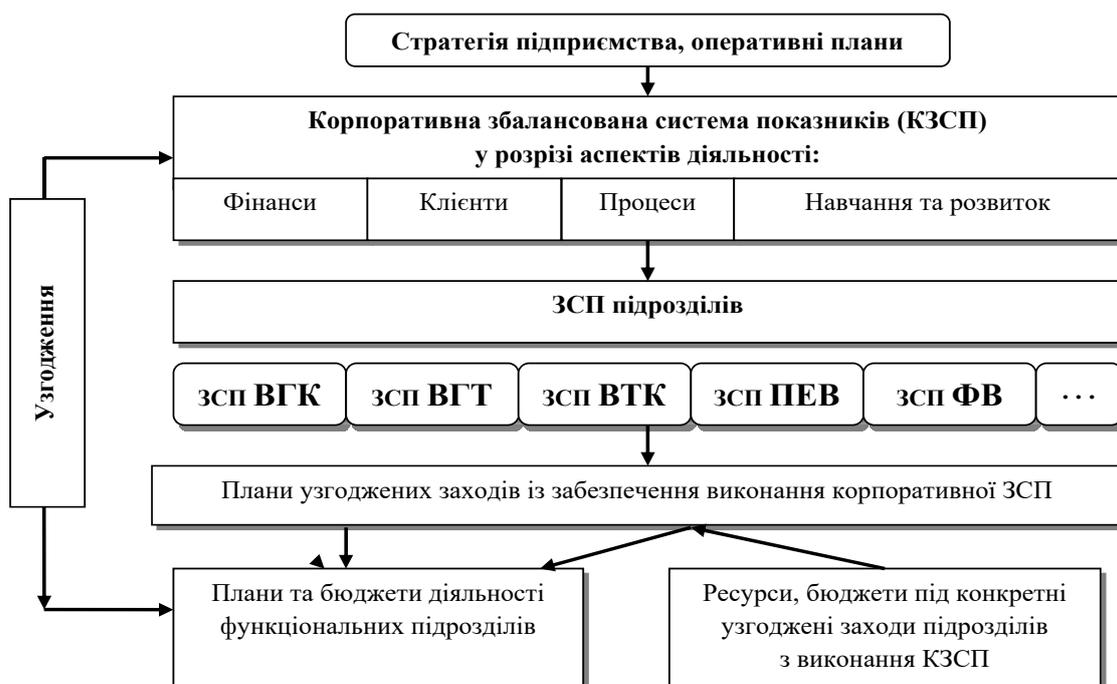 Стратегія підприємства, оперативні плани
Корпоративна збалансована система показників (КЗСП)
у розрізі аспектів діяльності:
Фінанси
Клієнти
Процеси
Навчання та розвиток
Узгодження
ЗСП підрозділів
ЗСП ВГК
ЗСП ВГТ
ЗСП ВТК
ЗСП ПЕВ
ЗСП ФВ
...
Плани узгоджених заходів із забезпечення виконання корпоративної ЗСП
Плани та бюджети діяльності
функціональних підрозділів
Ресурси, бюджети під конкретні
узгоджені заходи підрозділів
з виконання КЗСП